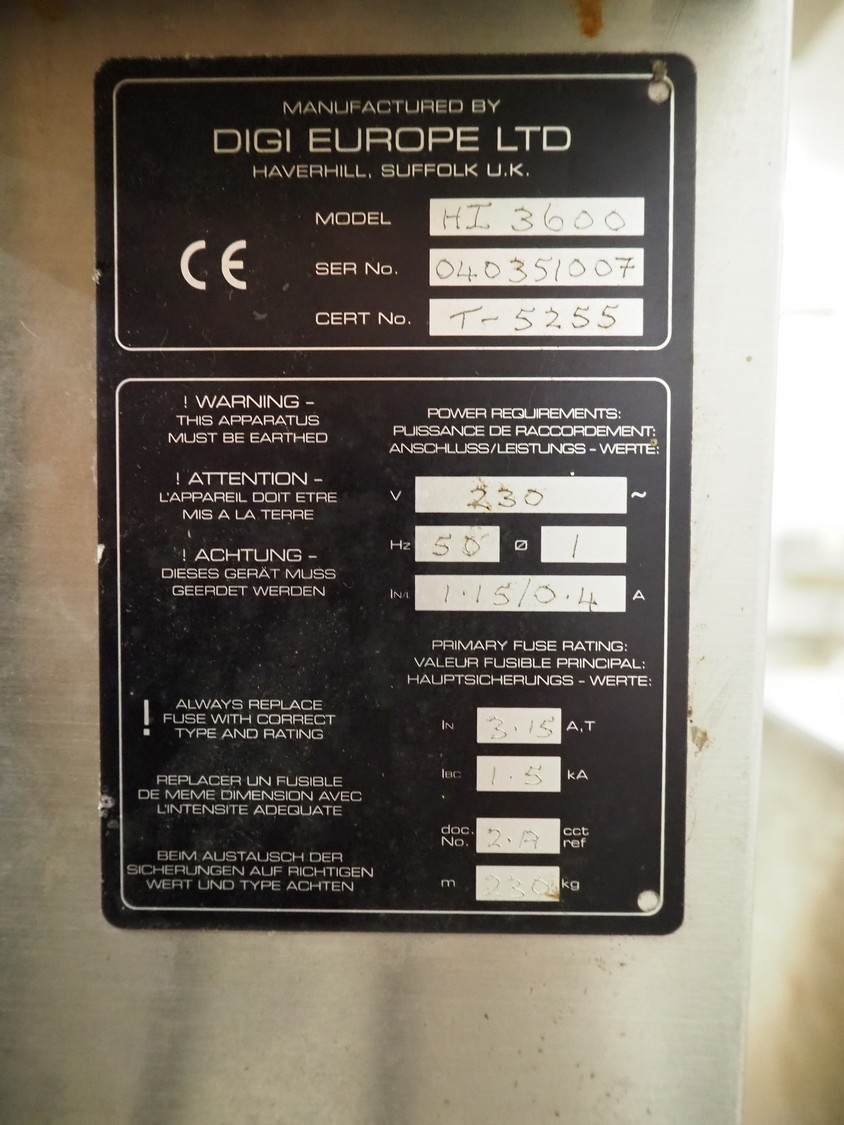 MANUFACTURED BY
DIGI EUROPE LTD
HAVERHILL, SUFFOLK U.K.
CE
MODEL HI 3600
SER No. 040351007
CERT No. T-5255
! WARNING -
THIS APPARATUS
MUST BE EARTHED
! ATTENTION -
L'APPAREIL DOIT ETRE
MIS A LA TERRE
! ACHTUNG -
DIESES GERÄT MUSS
GEERDET WERDEN
! ALWAYS REPLACE
FUSE WITH CORRECT
TYPE AND RATING
REPLACER UN FUSIBLE
DE MEME DIMENSION AVEC
L'INTENSITE ADEQUATE
BEIM AUSTAUSCH DER
SICHERUNGEN AUF RICHTIGEN
WERT UND TYPE ACHTEN
POWER REQUIREMENTS:
PUISSANCE DE RACCORDEMENT:
ANSCHLUSS/LEISTUNGS - WERTE:
V 230 ~
Hz 50 Ø 1
IN/L 1.15/0.4 A
PRIMARY FUSE RATING:
VALEUR FUSIBLE PRINCIPAL:
HAUPTSICHERUNGS - WERTE:
IN 3.15 A,T
IBC 1.5 kA
doc. No. 2.A cct ref
m 230 kg